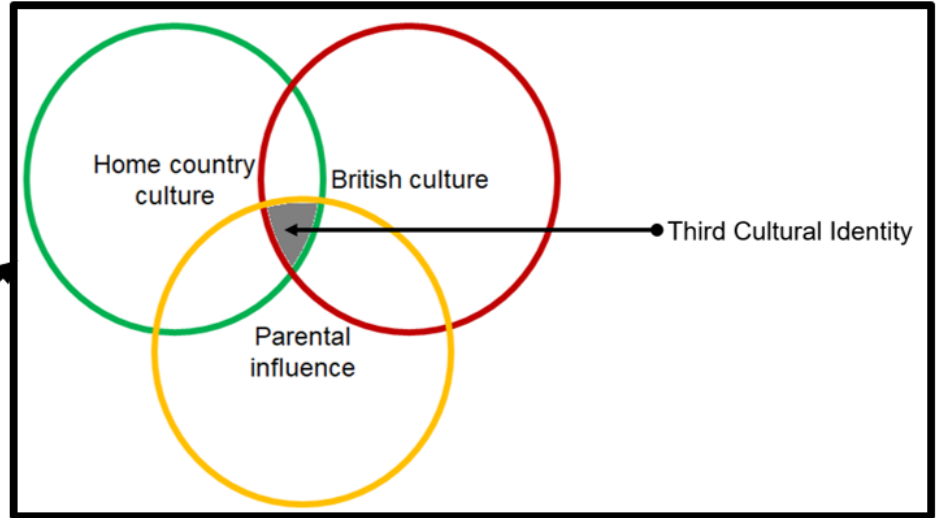 Home country
culture
British culture
Third Cultural Identity
Parental
influence